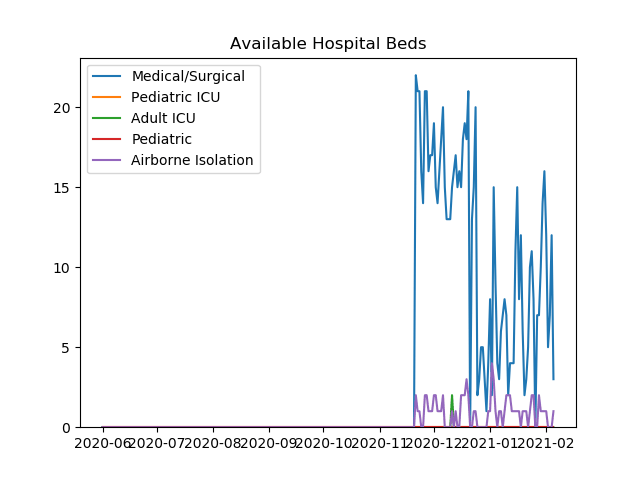 Available Hospital Beds
Medical/Surgical
Pediatric ICU
Adult ICU
Pediatric
Airborne Isolation
20
15
10
5
0
2020-06 2020-07 2020-08 2020-09 2020-10 2020-11 2020-12 2021-01 2021-02